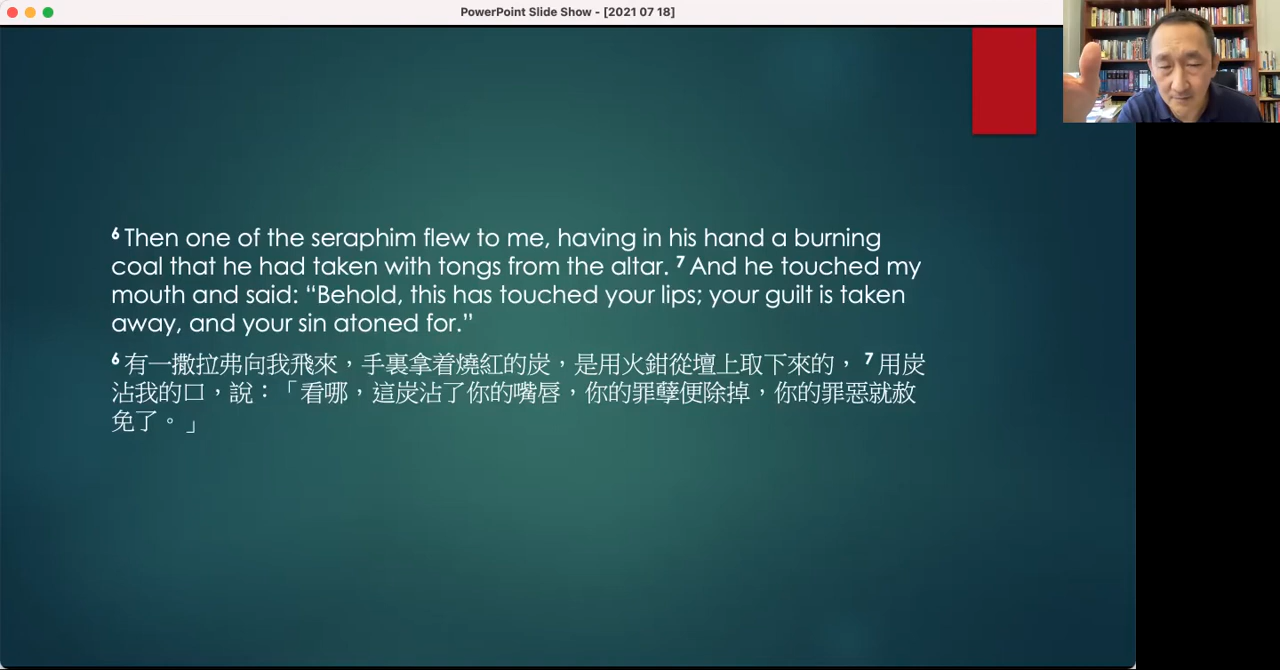 PowerPoint Slide Show - [2021 07 18]
6 Then one of the seraphim flew to me, having in his hand a burning
coal that he had taken with tongs from the altar. 7 And he touched my
mouth and said: “Behold, this has touched your lips; your guilt is taken
away, and your sin atoned for.”
6 有一撒拉弗向我飛來，手裏拿着燒紅的炭，是用火鉗從壇上取下來的， 7 用炭
沾我的口，說：「看哪，這炭沾了你的嘴唇，你的罪孽便除掉，你的罪惡就赦
免了。」